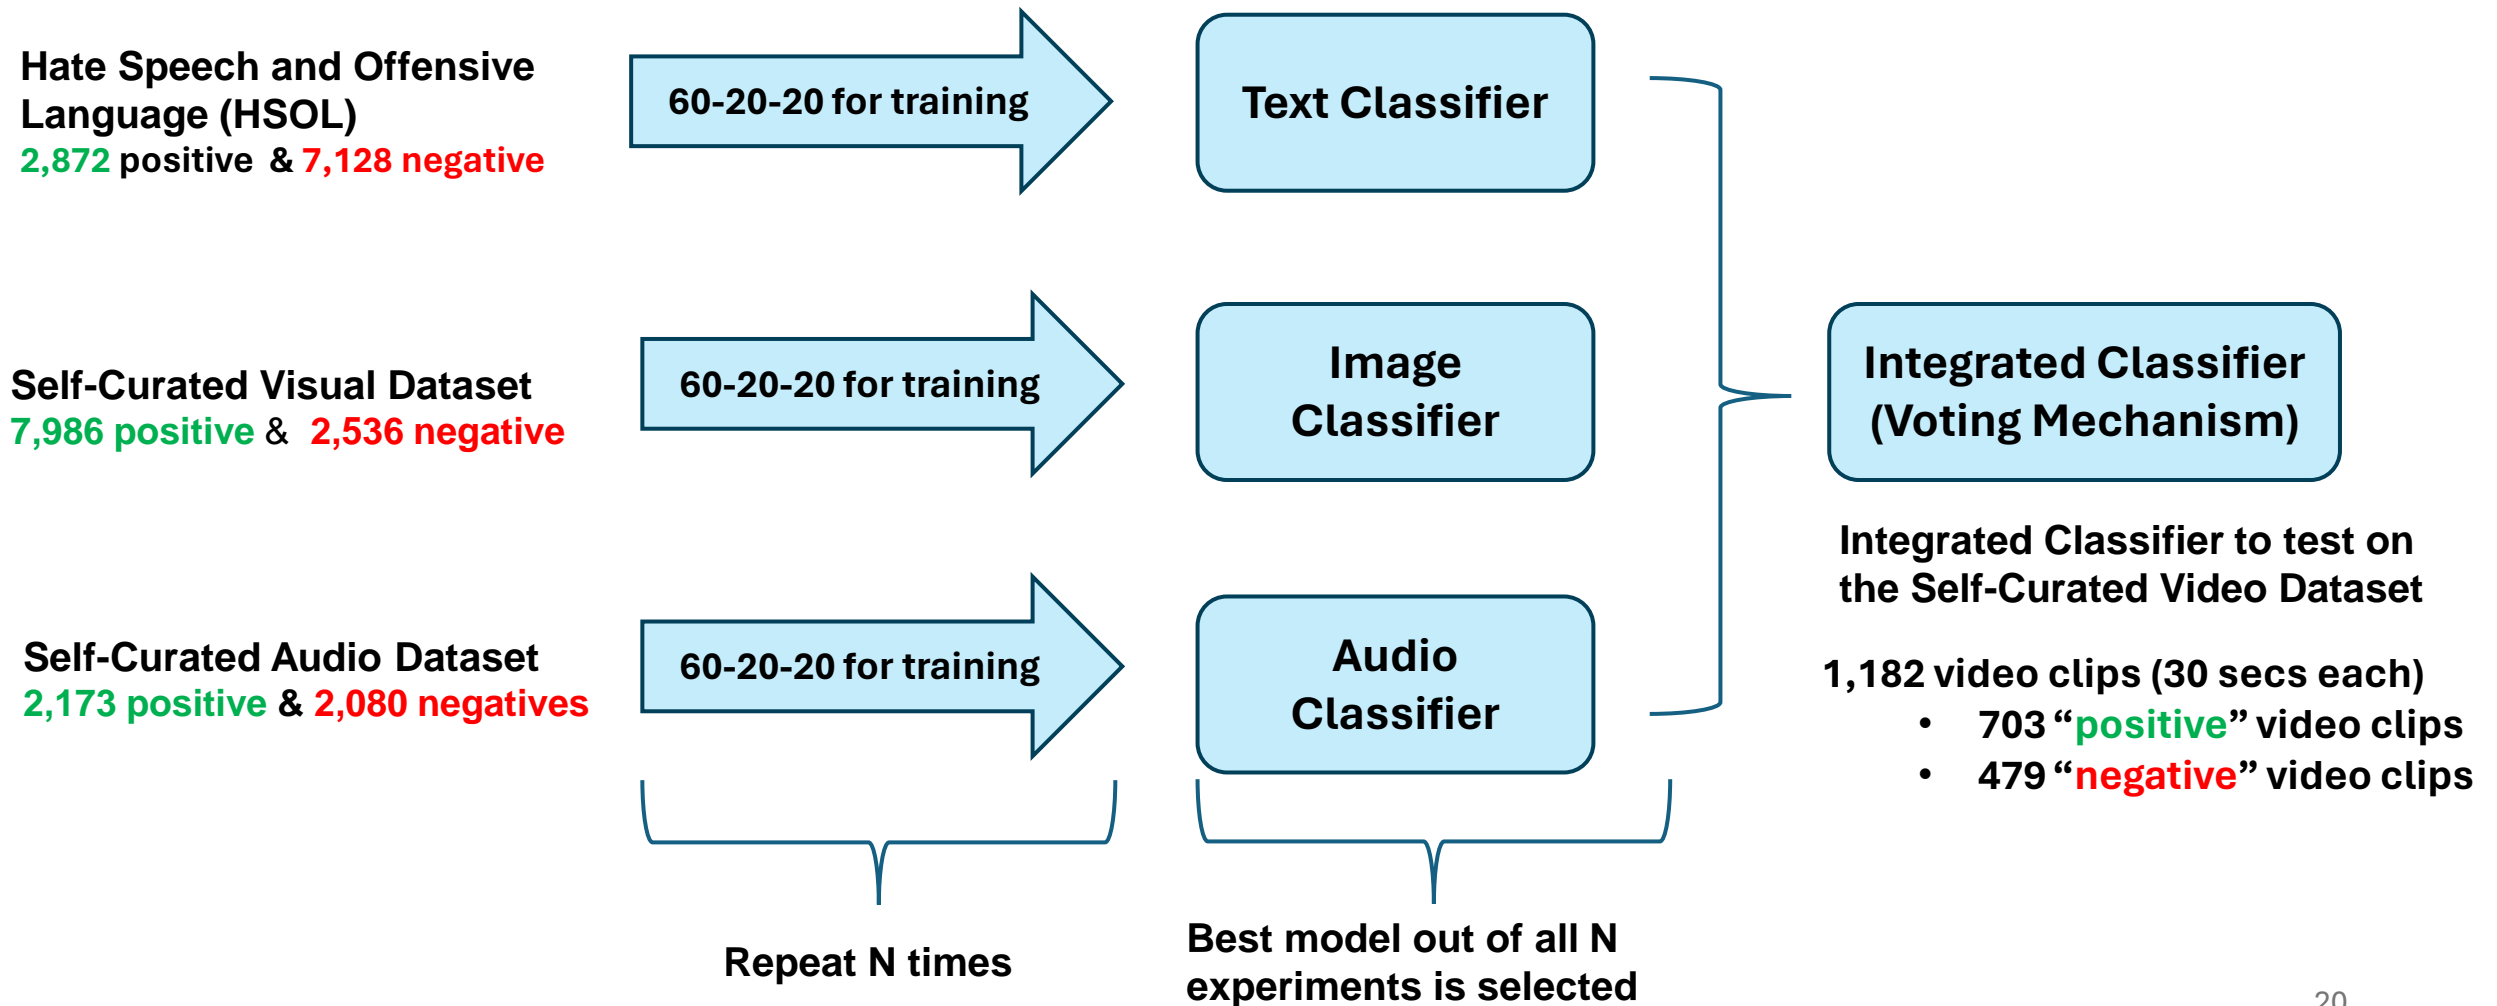 Hate Speech and Offensive
Language (HSOL)
2,872 positive & 7,128 negative
60-20-20 for training
Text Classifier
Self-Curated Visual Dataset
7,986 positive & 2,536 negative
60-20-20 for training
Image
Classifier
Integrated Classifier
(Voting Mechanism)
Self-Curated Audio Dataset
2,173 positive & 2,080 negatives
60-20-20 for training
Audio
Classifier
Integrated Classifier to test on
the Self-Curated Video Dataset
1,182 video clips (30 secs each)
• 703 “positive” video clips
• 479 “negative” video clips
Repeat N times
Best model out of all N
experiments is selected
20